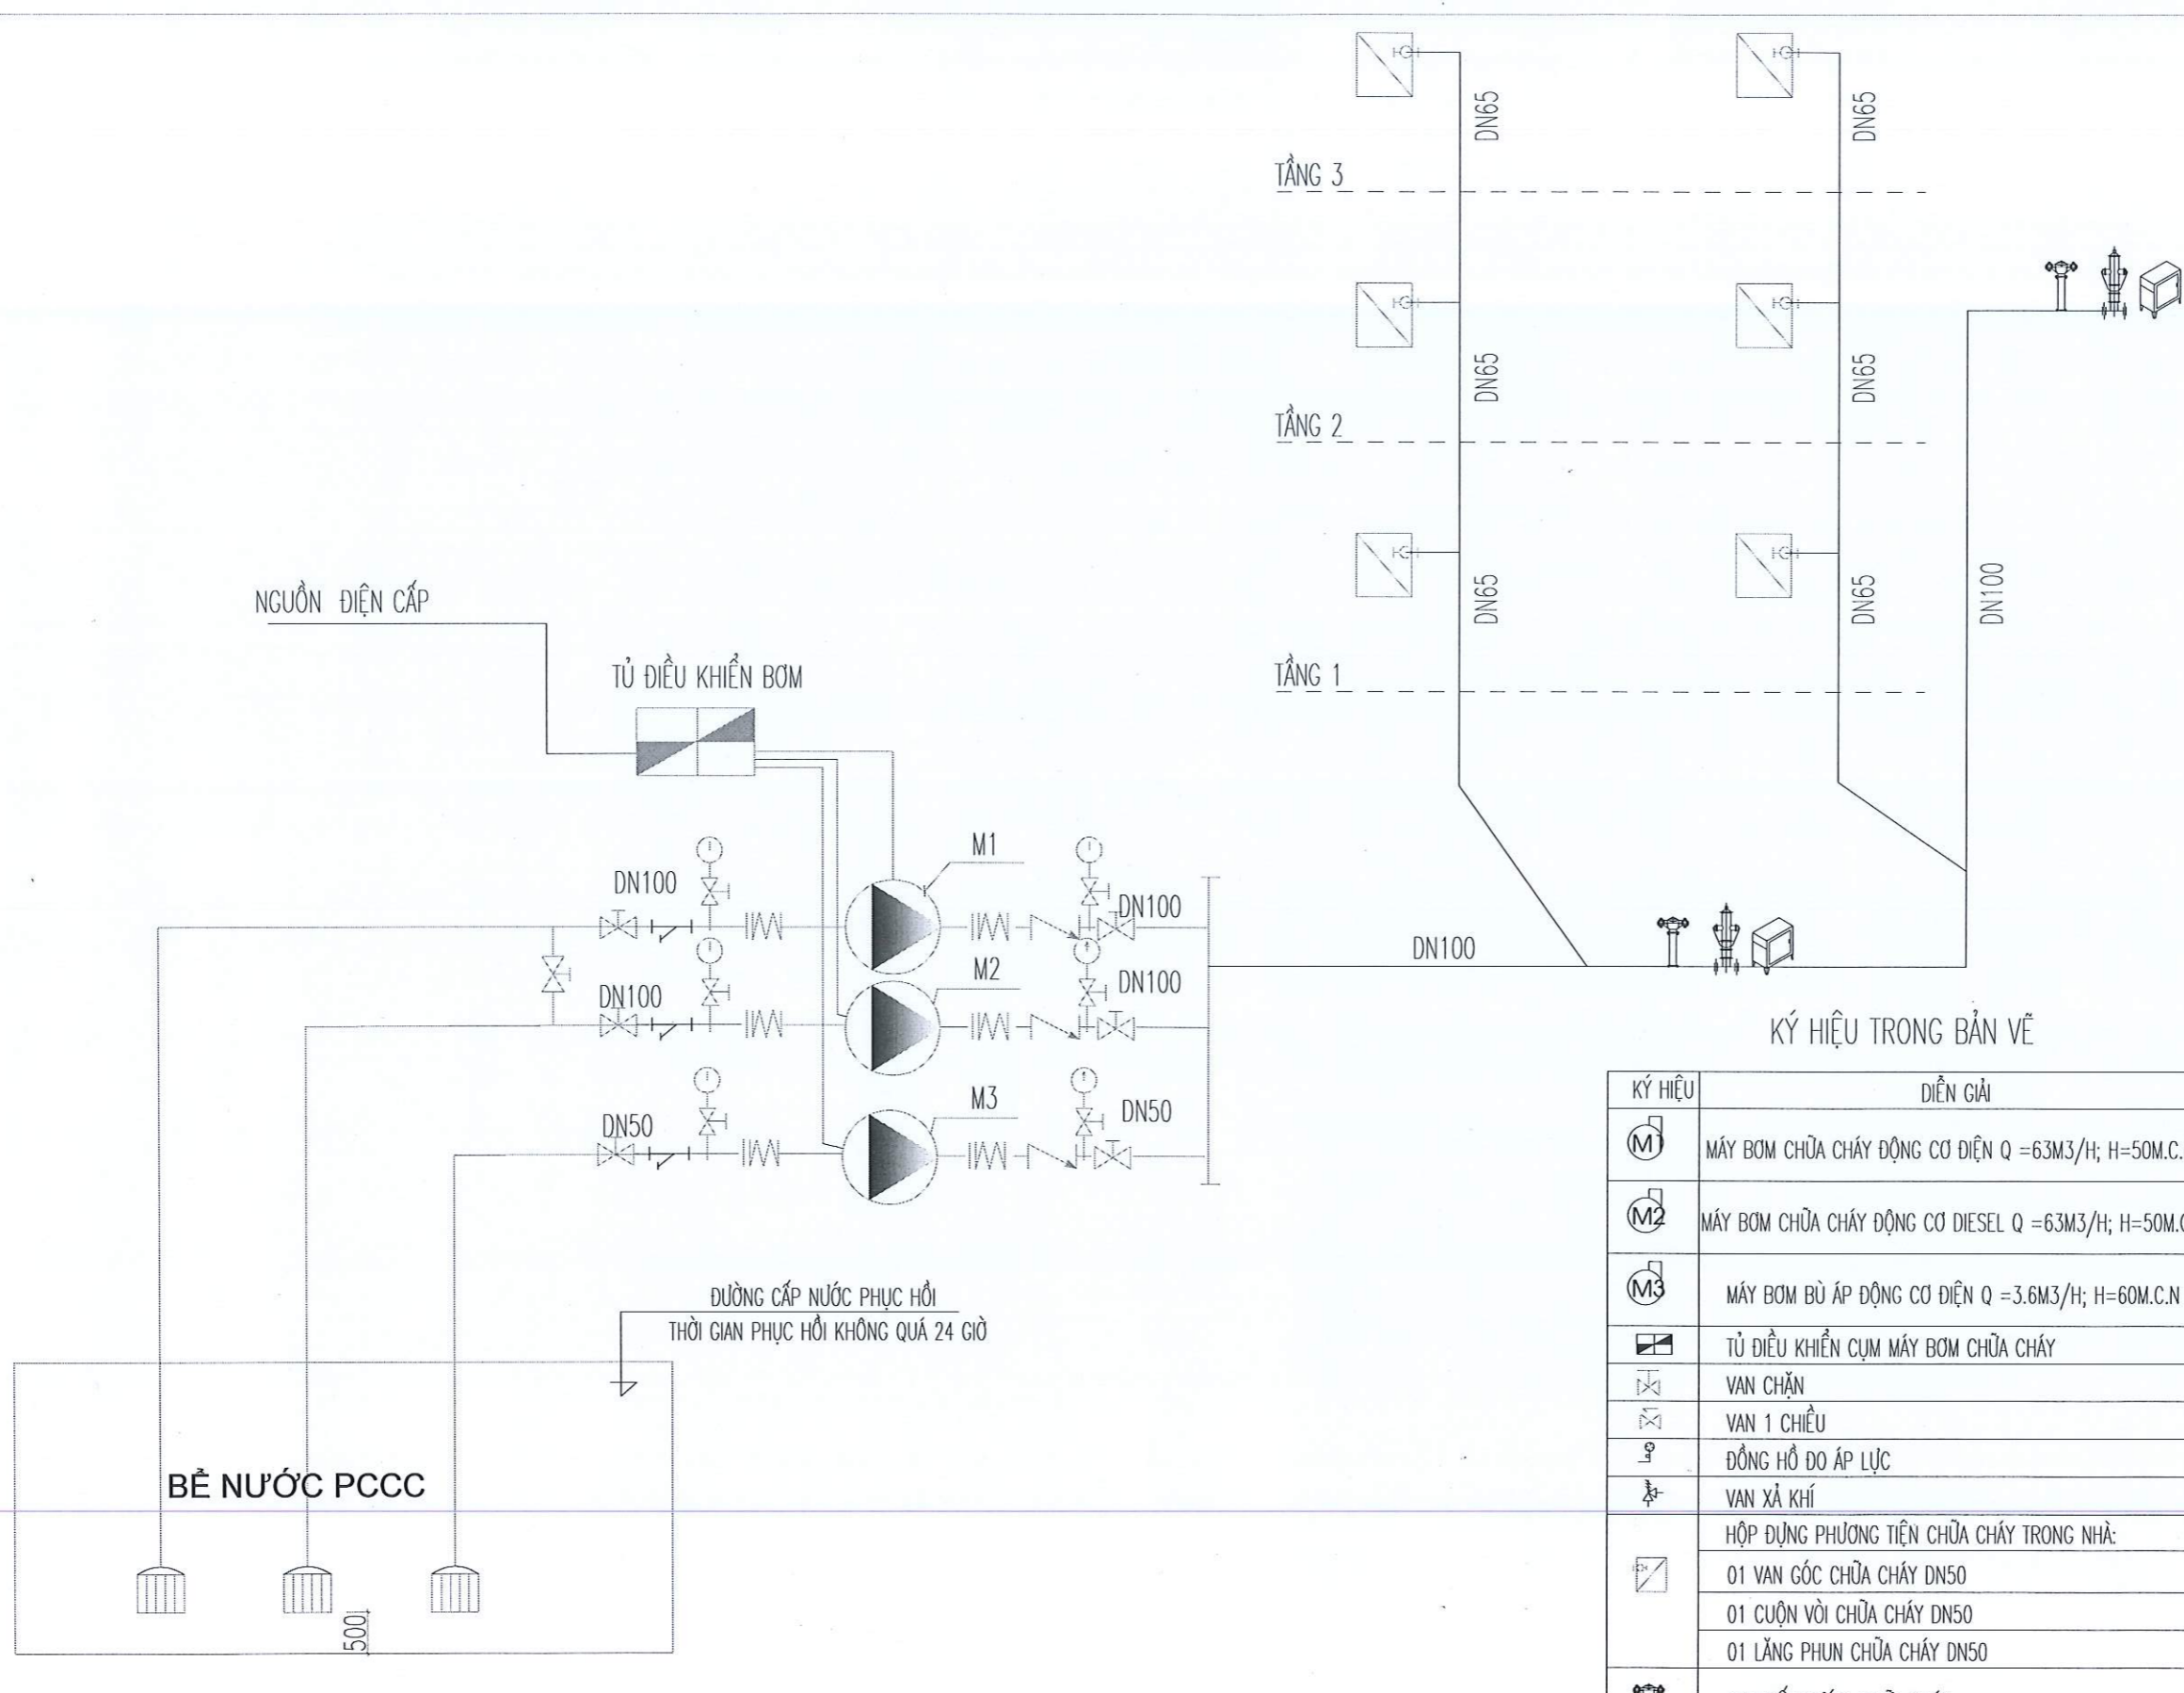 DN65
DN65
TẦNG 3
DN65
DN65
TẦNG 2
DN65
DN65
DN100
TẦNG 1
NGUỒN ĐIỆN CẤP
TỦ ĐIỀU KHIỂN BƠM
M1
DN100
DN100
M2
DN100
DN100
DN100
M3
DN50
DN50
ĐƯỜNG CẤP NƯỚC PHỤC HỒI
THỜI GIAN PHỤC HỒI KHÔNG QUÁ 24 GIỜ
BỂ NƯỚC PCCC
500
KÝ HIỆU TRONG BẢN VẼ
KÝ HIỆU DIỄN GIẢI
M1 MÁY BƠM CHỮA CHÁY ĐỘNG CƠ ĐIỆN Q =63M3/H; H=50M.C.
M2 MÁY BƠM CHỮA CHÁY ĐỘNG CƠ DIESEL Q =63M3/H; H=50M.
M3 MÁY BƠM BÙ ÁP ĐỘNG CƠ ĐIỆN Q =3.6M3/H; H=60M.C.N
TỦ ĐIỀU KHIỂN CỤM MÁY BƠM CHỮA CHÁY
VAN CHẶN
VAN 1 CHIỀU
ĐỒNG HỒ ĐO ÁP LỰC
VAN XẢ KHÍ
HỘP ĐỰNG PHƯƠNG TIỆN CHỮA CHÁY TRONG NHÀ:
01 VAN GÓC CHỮA CHÁY DN50
01 CUỘN VÒI CHỮA CHÁY DN50
01 LĂNG PHUN CHỮA CHÁY DN50